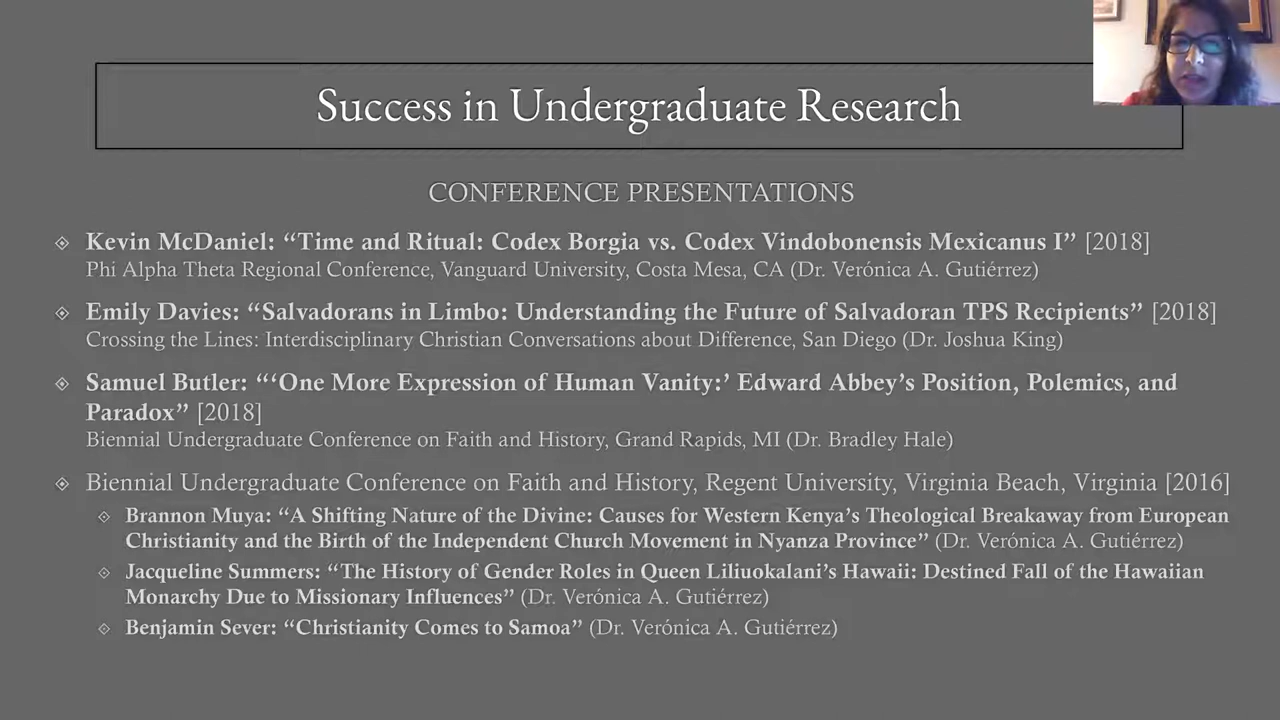 Success in Undergraduate Research
CONFERENCE PRESENTATIONS
Kevin McDaniel: “Time and Ritual: Codex Borgia vs. Codex Vindobonensis Mexicanus I” [2018]
Phi Alpha Theta Regional Conference, Vanguard University, Costa Mesa, CA (Dr. Verónica A. Gutiérrez)
Emily Davies: “Salvadorans in Limbo: Understanding the Future of Salvadoran TPS Recipients” [2018]
Crossing the Lines: Interdisciplinary Christian Conversations about Difference, San Diego (Dr. Joshua King)
Samuel Butler: “‘One More Expression of Human Vanity:’ Edward Abbey’s Position, Polemics, and
Paradox” [2018]
Biennial Undergraduate Conference on Faith and History, Grand Rapids, MI (Dr. Bradley Hale)
Biennial Undergraduate Conference on Faith and History, Regent University, Virginia Beach, Virginia [2016]
Brannon Muya: “A Shifting Nature of the Divine: Causes for Western Kenya’s Theological Breakaway from European
Christianity and the Birth of the Independent Church Movement in Nyanza Province” (Dr. Verónica A. Gutiérrez)
Jacqueline Summers: “The History of Gender Roles in Queen Liliuokalani’s Hawaii: Destined Fall of the Hawaiian
Monarchy Due to Missionary Influences” (Dr. Verónica A. Gutiérrez)
Benjamin Sever: “Christianity Comes to Samoa” (Dr. Verónica A. Gutiérrez)